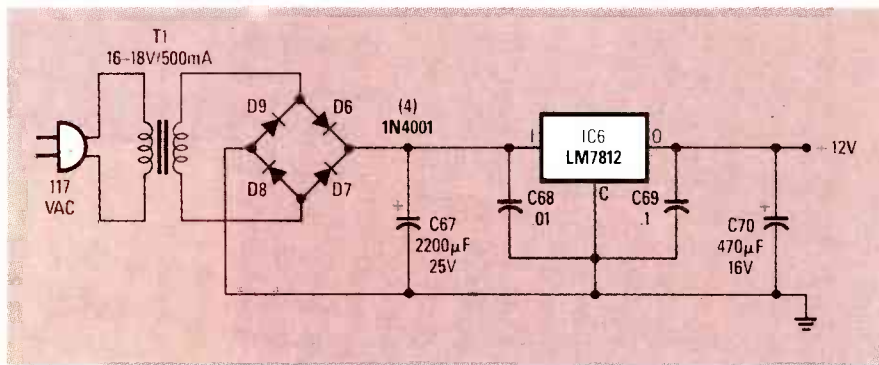 T1
16-18V/500mA
117
VAC
D9
D6
D8
D7
(4)
1N4001
+
C67
2200µF
25V
I
IC6
LM7812
O
C
C68
.01
C69
.1
+
C70
470µF
16V
+12V